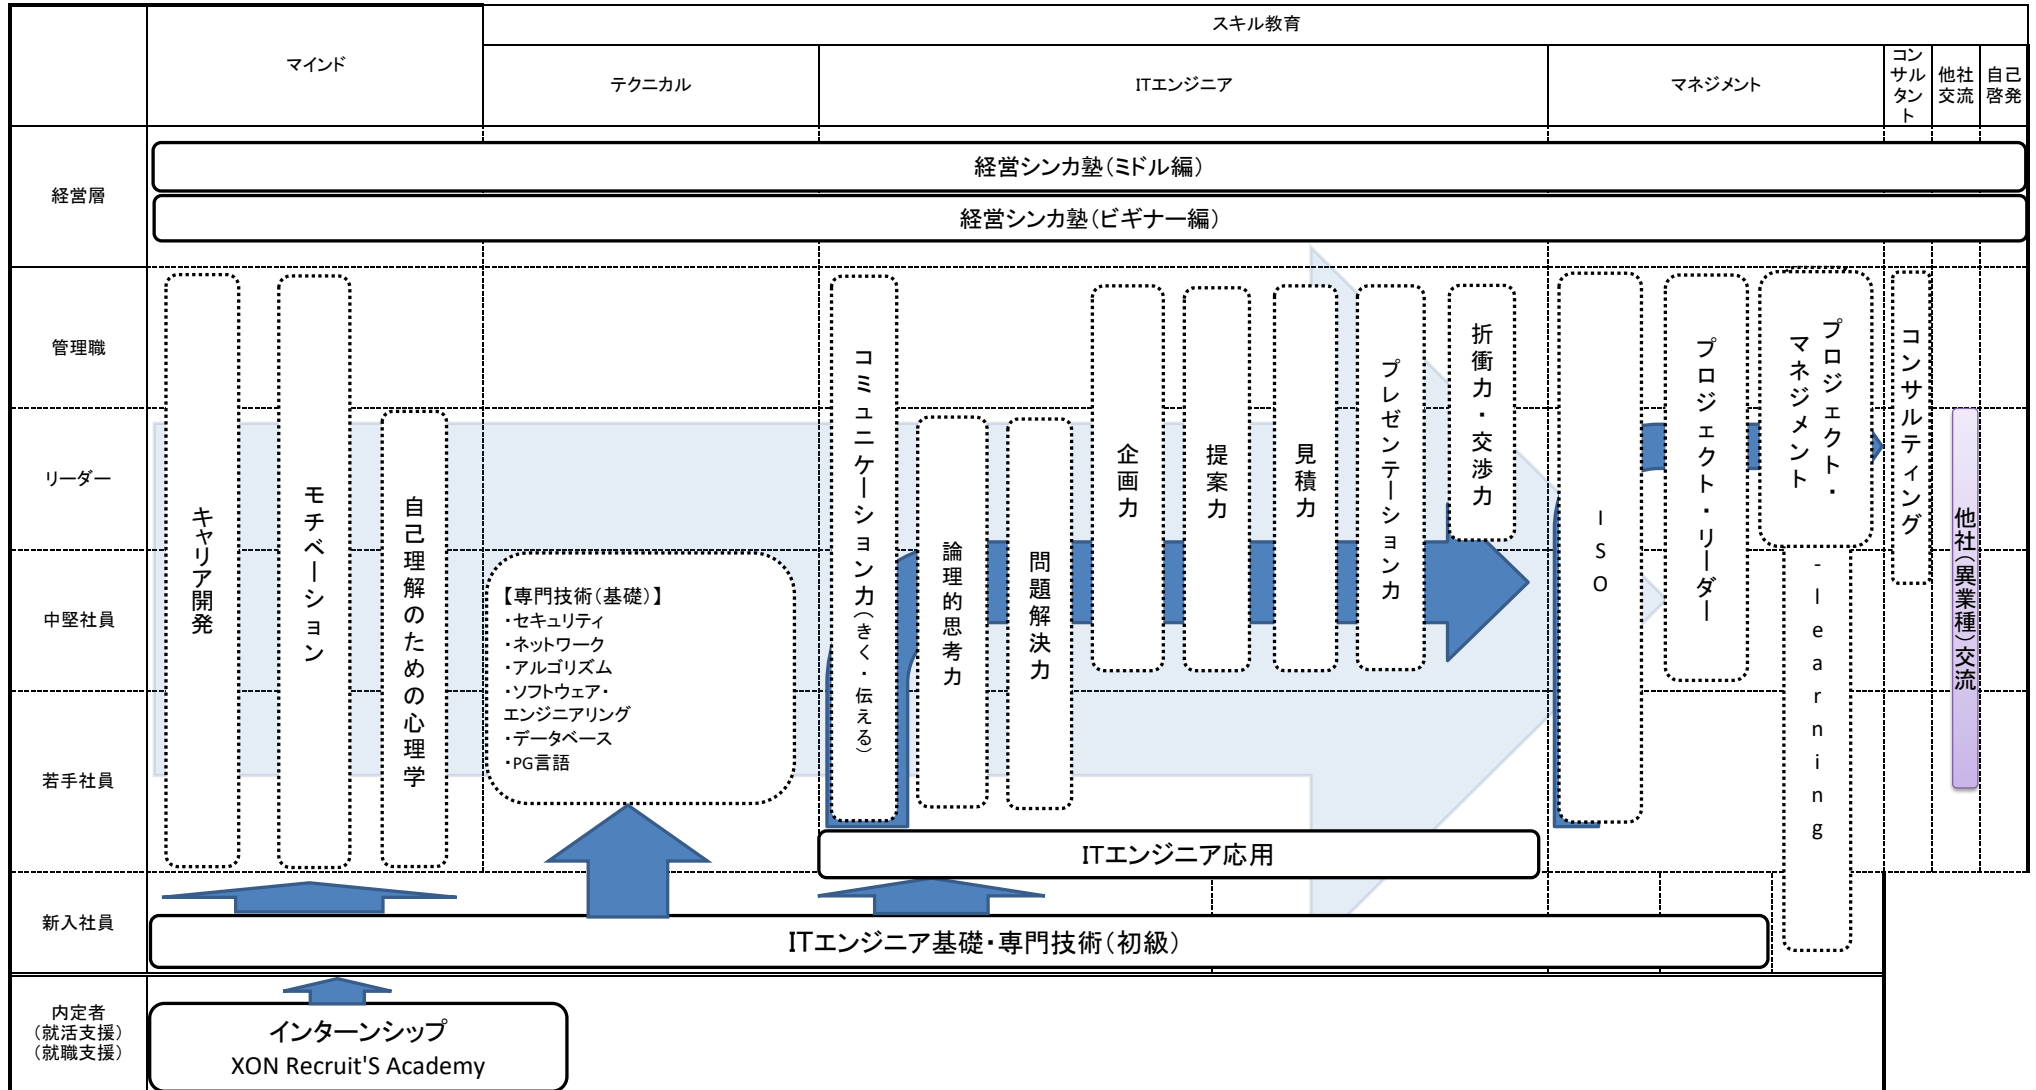 スキル教育
マインド
テクニカル
ITエンジニア
マネジメント
コン
サル
タン
ト
他社
交流
自己
啓発
経営層
経営シンカ塾（ミドル編）
経営シンカ塾（ビギナー編）
管理職
リーダー
中堅社員
若手社員
キャリア開発
モチベーション
自己理解のための心理学
【専門技術（基礎）】
・セキュリティ
・ネットワーク
・アルゴリズム
・ソフトウェア・
エンジニアリング
・データベース
・PG言語
コミュニケーション力（きく・伝える）
論理的思考力
問題解決力
企画力
提案力
見積力
プレゼンテーション力
折衝力・交渉力
ISO
プロジェクト・リーダー
プロジェクト・
マネジメント
-learning
コンサルティング
他社（異業種）交流
ITエンジニア応用
新入社員
ITエンジニア基礎・専門技術（初級）
内定者
（就活支援）
（就職支援）
インターンシップ
XON Recruit'S Academy